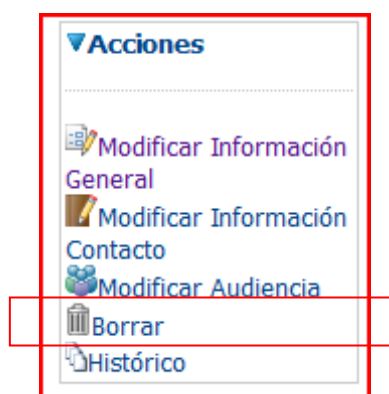 Acciones
Modificar Información
General
Modificar Información
Contacto
Modificar Audiencia
Borrar
Histórico